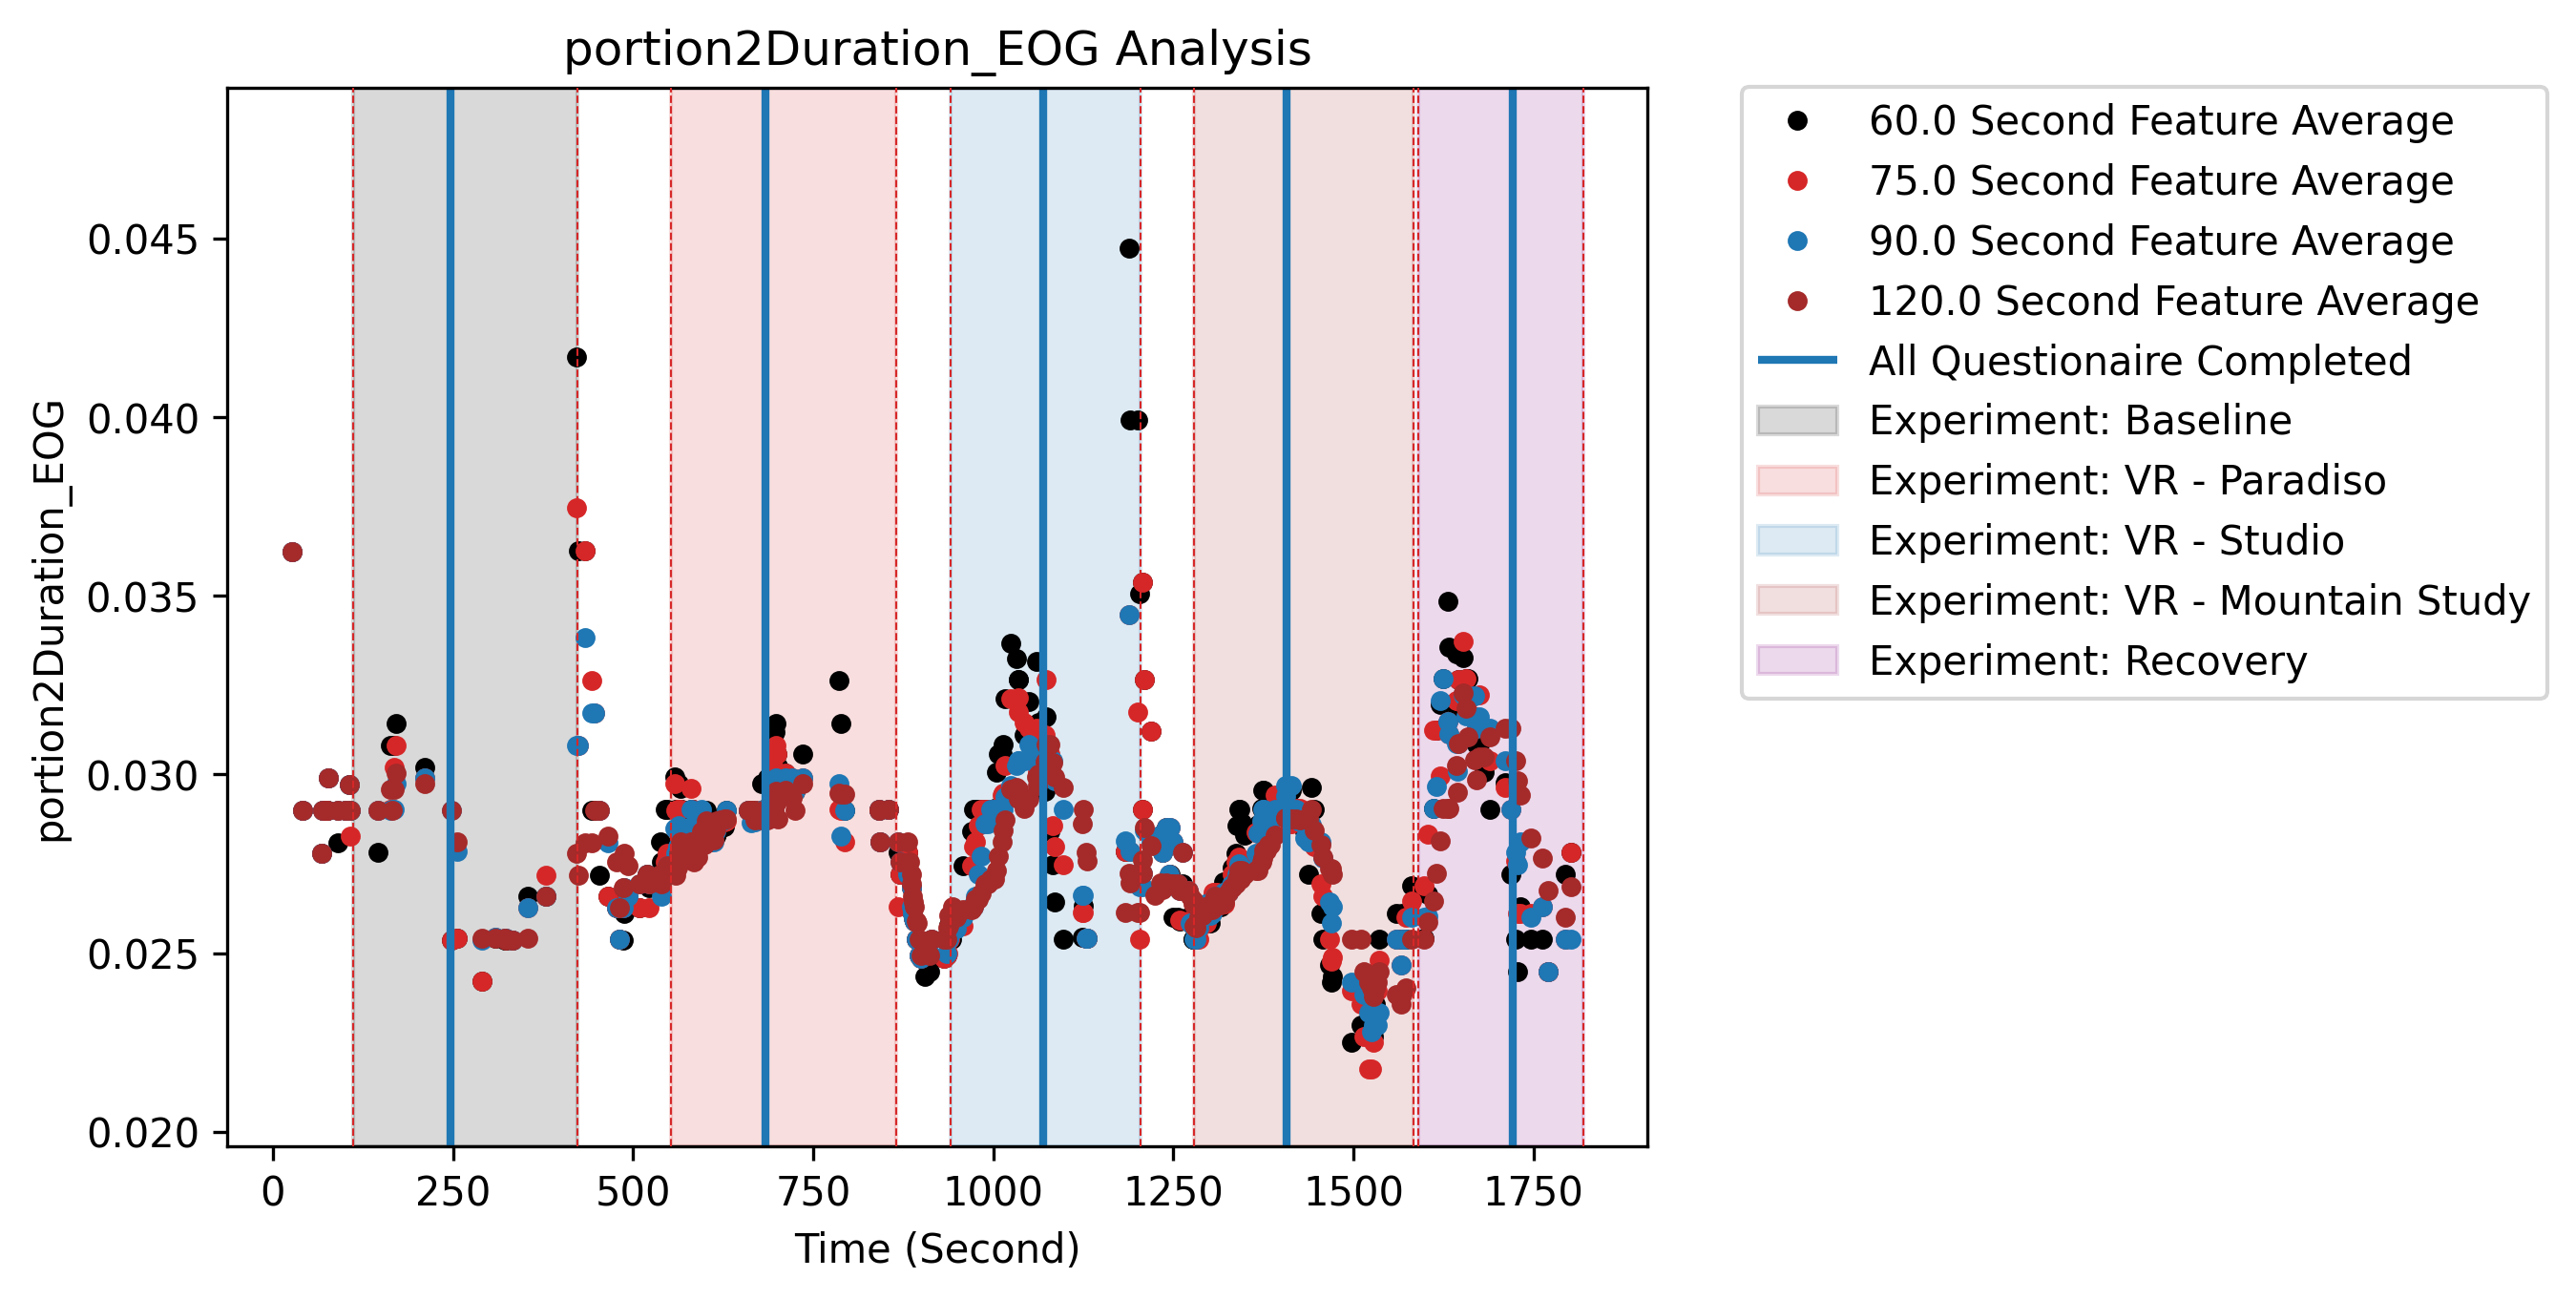 portion2Duration_EOG Analysis
portion2Duration_EOG
0.045
0.040
0.035
0.030
0.025
0.020
0 250 500 750 1000 1250 1500 1750
Time (Second)
60.0 Second Feature Average
75.0 Second Feature Average
90.0 Second Feature Average
120.0 Second Feature Average
All Questionaire Completed
Experiment: Baseline
Experiment: VR - Paradiso
Experiment: VR - Studio
Experiment: VR - Mountain Study
Experiment: Recovery